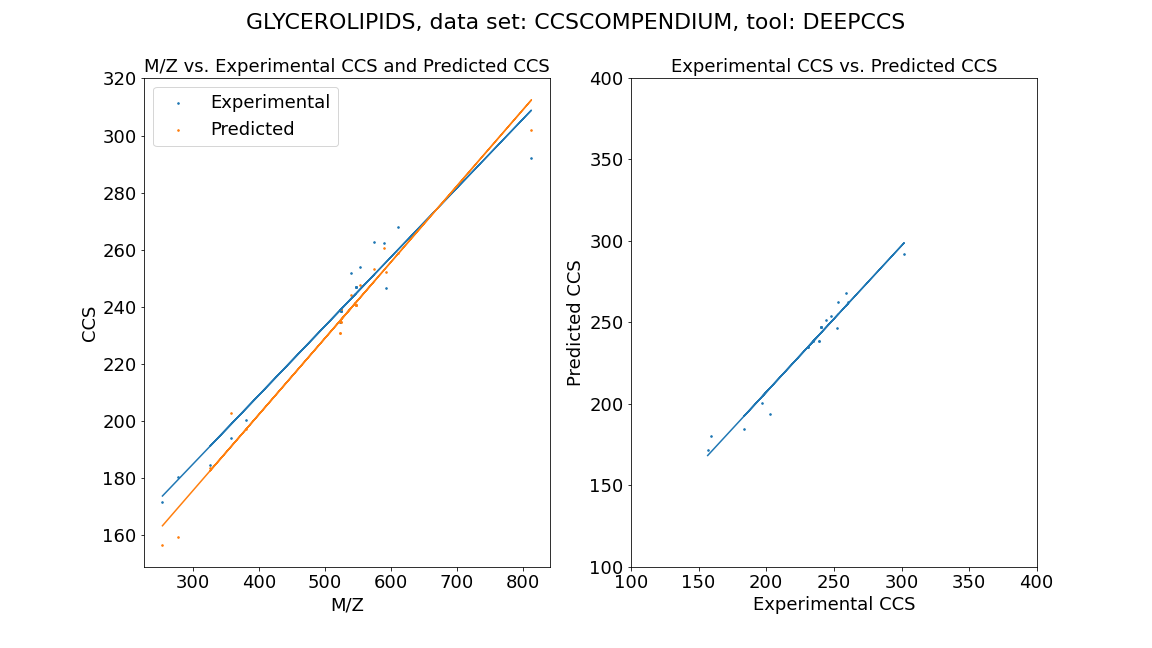 GLYCEROLIPIDS, data set: CCSCOMPENDIUM, tool: DEEPCCS
M/Z vs. Experimental CCS and Predicted CCS
Experimental
Predicted
CCS
320
300
280
260
240
220
200
180
160
300 400 500 600 700 800
M/Z
Experimental CCS vs. Predicted CCS
Predicted CCS
400
350
300
250
200
150
100
100 150 200 250 300 350 400
Experimental CCS